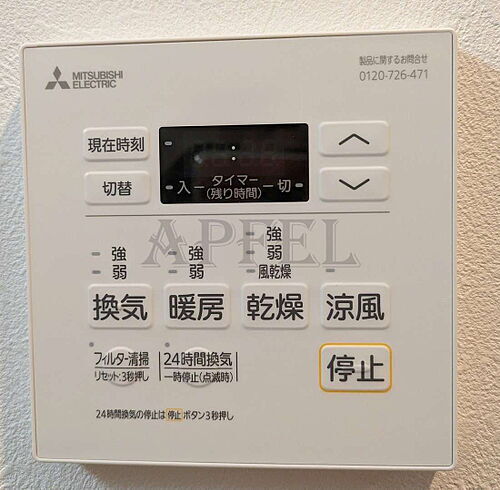 MITSUBISHI
ELECTRIC
製品に関するお問合せ
0120-726-471
現在時刻
:
切替
入 タイマー 切
(残り時間)
APFEL
強 強 強
弱 弱 弱
風乾燥
換気 暖房 乾燥 涼風
フィルター清掃 24時間換気
リセット:3秒押し 一時停止(点滅時)
停止
24時間換気の停止は 停止 ボタン3秒押し